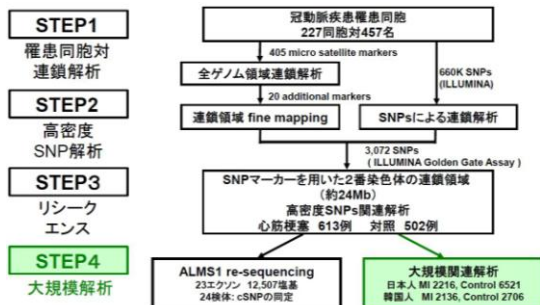 STEP1
罹患同胞対
連鎖解析
STEP2
高密度
SNP解析
STEP3
リシーク
エンス
STEP4
大規模解析
冠動脈疾患罹患同胞
227同胞対457名
405 micro satellite markers
全ゲノム領域連鎖解析
660K SNPs
(ILLUMINA)
20 additional markers
連鎖領域 fine mapping
SNPsによる連鎖解析
3,072 SNPs
( ILLUMINA Golden Gate Assay )
SNPマーカーを用いた2番染色体の連鎖領域
(約24Mb)
高密度SNPs関連解析
心筋梗塞 613例 対照 502例
ALMS1 re-sequencing
23エクソン 12,507塩基
24検体: cSNPの同定
大規模関連解析
日本人 MI 2216, Control 6521
韓国人 MI 2136, Control 2706